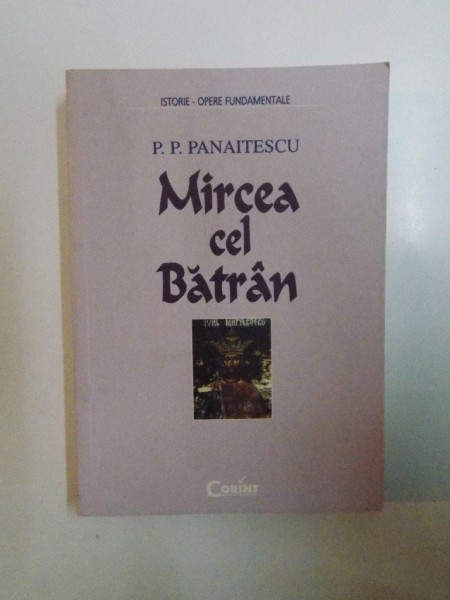 ISTORIE - OPERE FUNDAMENTALE
P. P. PANAITESCU
Mircea
cel
Bătrân
CORINT